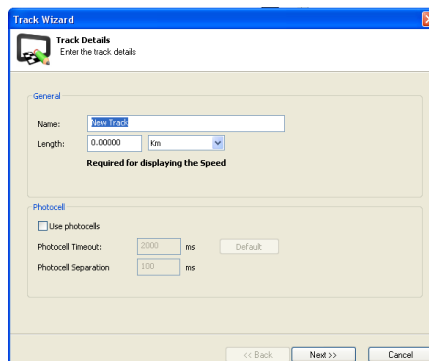 Track Wizard
Track Details
Enter the track details
General
Name: New Track
Length: 0.00000 Km
Required for displaying the Speed
Photocell
Use photocells
Photocell Timeout: 2000 ms Default
Photocell Separation 100 ms
<< Back Next >> Cancel